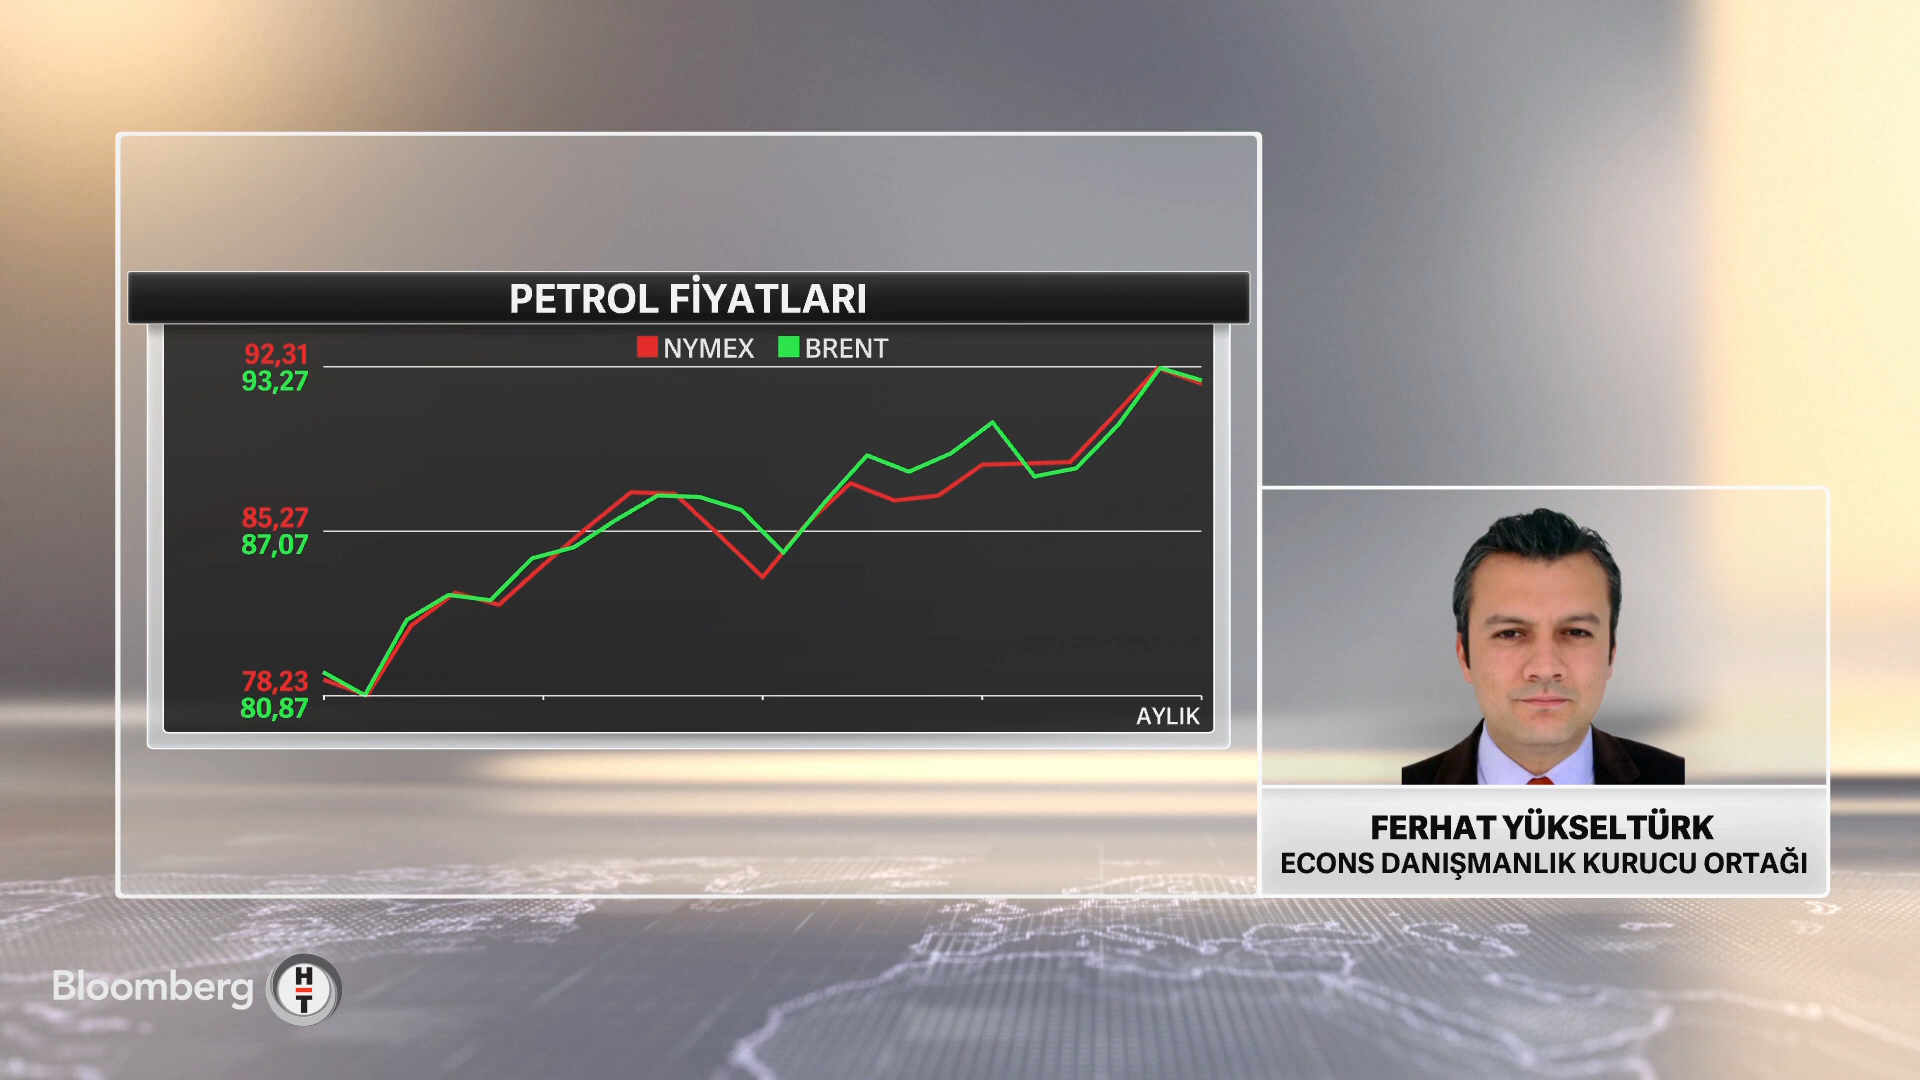 PETROL FİYATLARI
NYMEX BRENT
92,31
93,27
85,27
87,07
78,23
80,87
AYLIK
FERHAT YÜKSELTÜRK
ECONS DANIŞMANLIK KURUCU ORTAĞI
Bloomberg HT